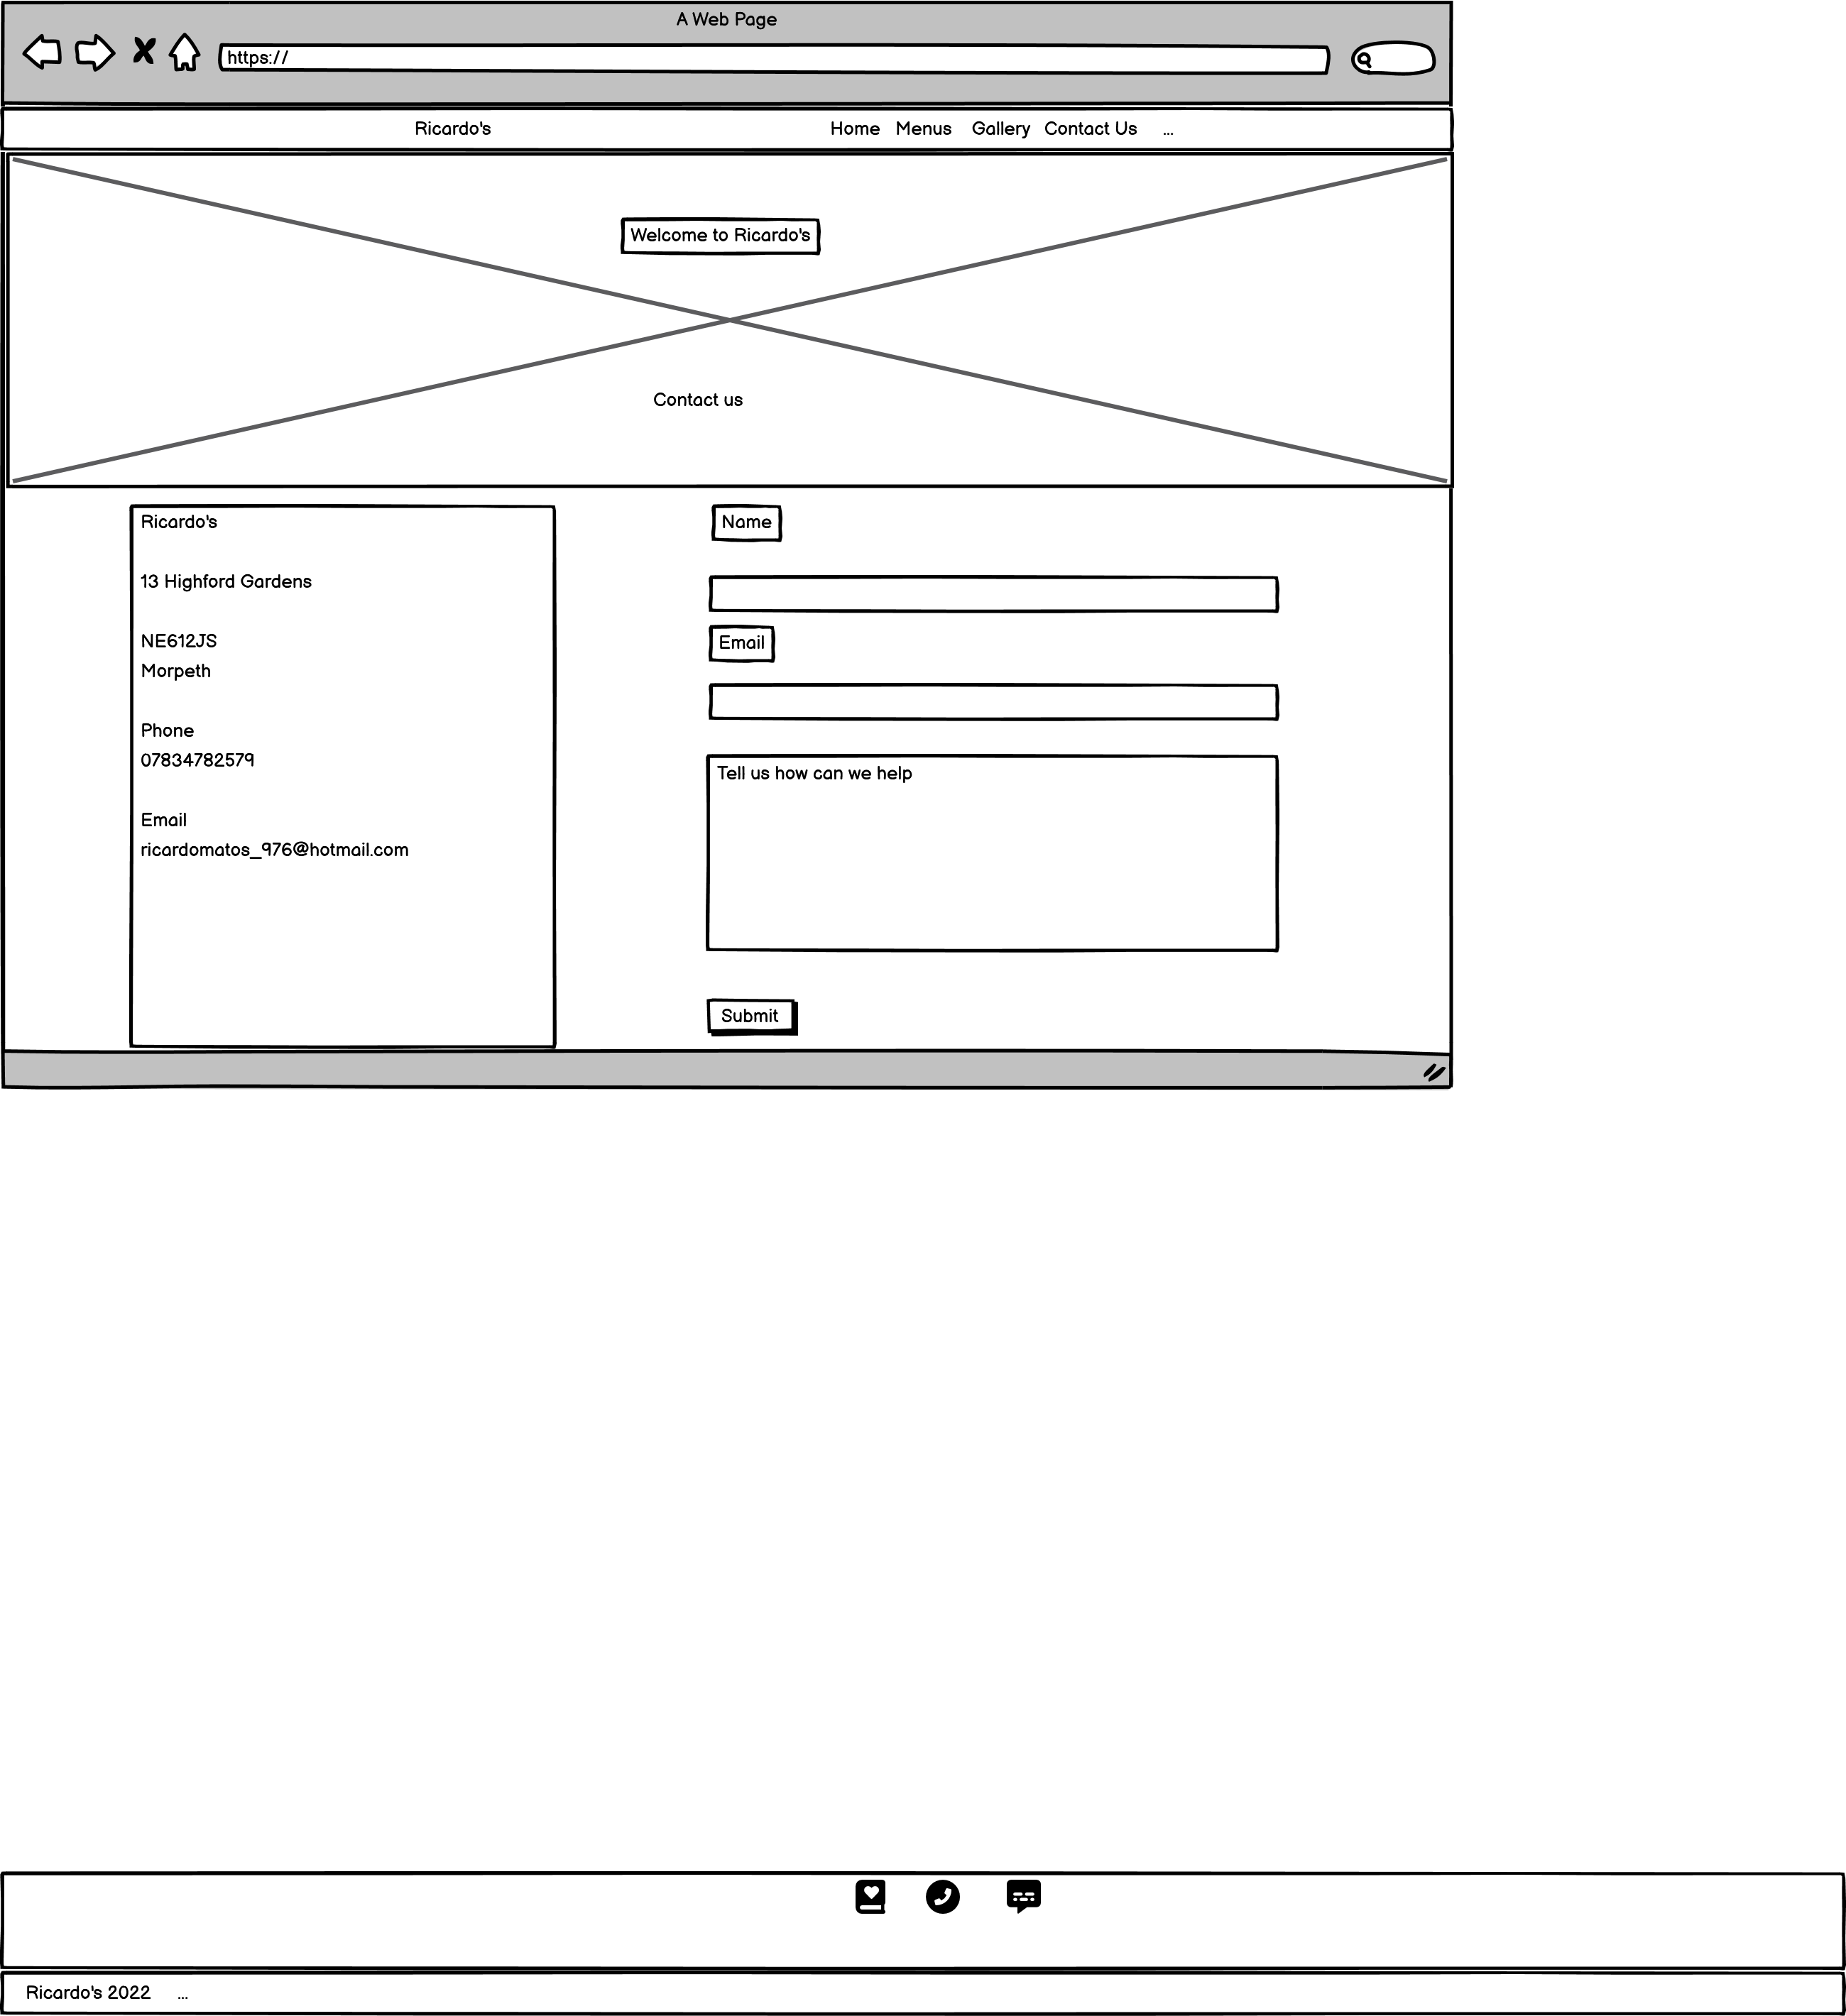 A Web Page
https://
Ricardo's Home Menus Gallery Contact Us ...
Welcome to Ricardo's
Contact us
Ricardo's
13 Highford Gardens
NE612JS
Morpeth
Phone
07834782579
Email
ricardomatos_976@hotmail.com
Name
Email
Tell us how can we help
Submit
Ricardo's 2022 ...